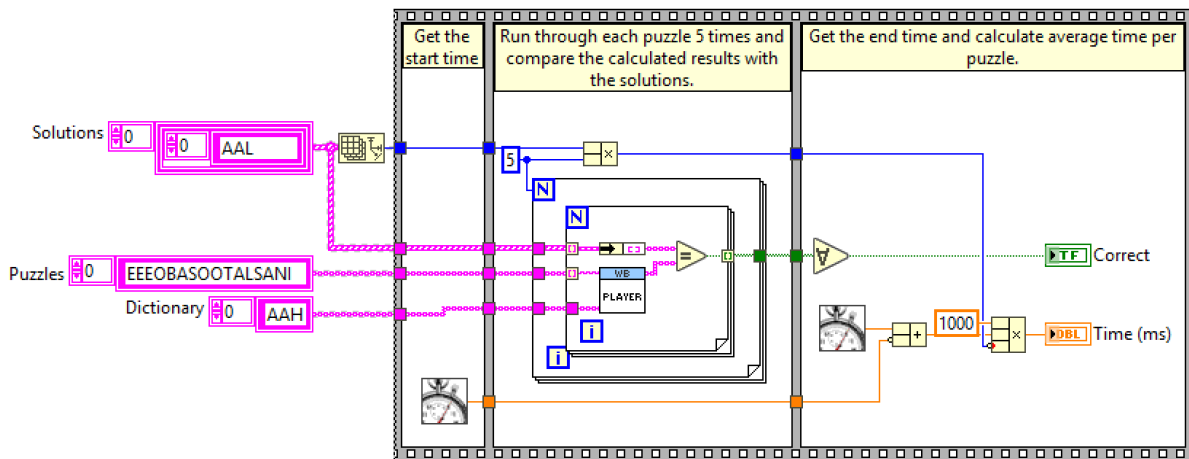 Get the
start time
Run through each puzzle 5 times and
compare the calculated results with
the solutions.
Get the end time and calculate average time per
puzzle.
Solutions
0
0
AAL
5
N
N
Puzzles
0
EEEOBASOOTALSANI
WB
PLAYER
Dictionary
0
AAH
i
i
TF
Correct
1000
DBL
Time (ms)